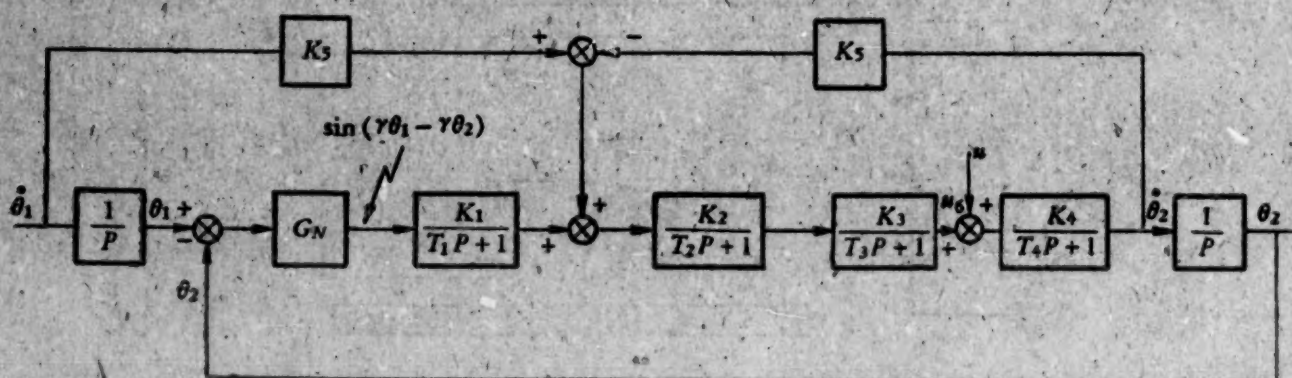 K₅
+
−
K₅
sin (γθ₁ − γθ₂)
u
θ̇₁
1/P
θ₁
+
−
G_N
K₁/(T₁P + 1)
+
+
K₂/(T₂P + 1)
K₃/(T₃P + 1)
u₆
+
+
K₄/(T₄P + 1)
θ̇₂
1/P
θ₂
θ₂